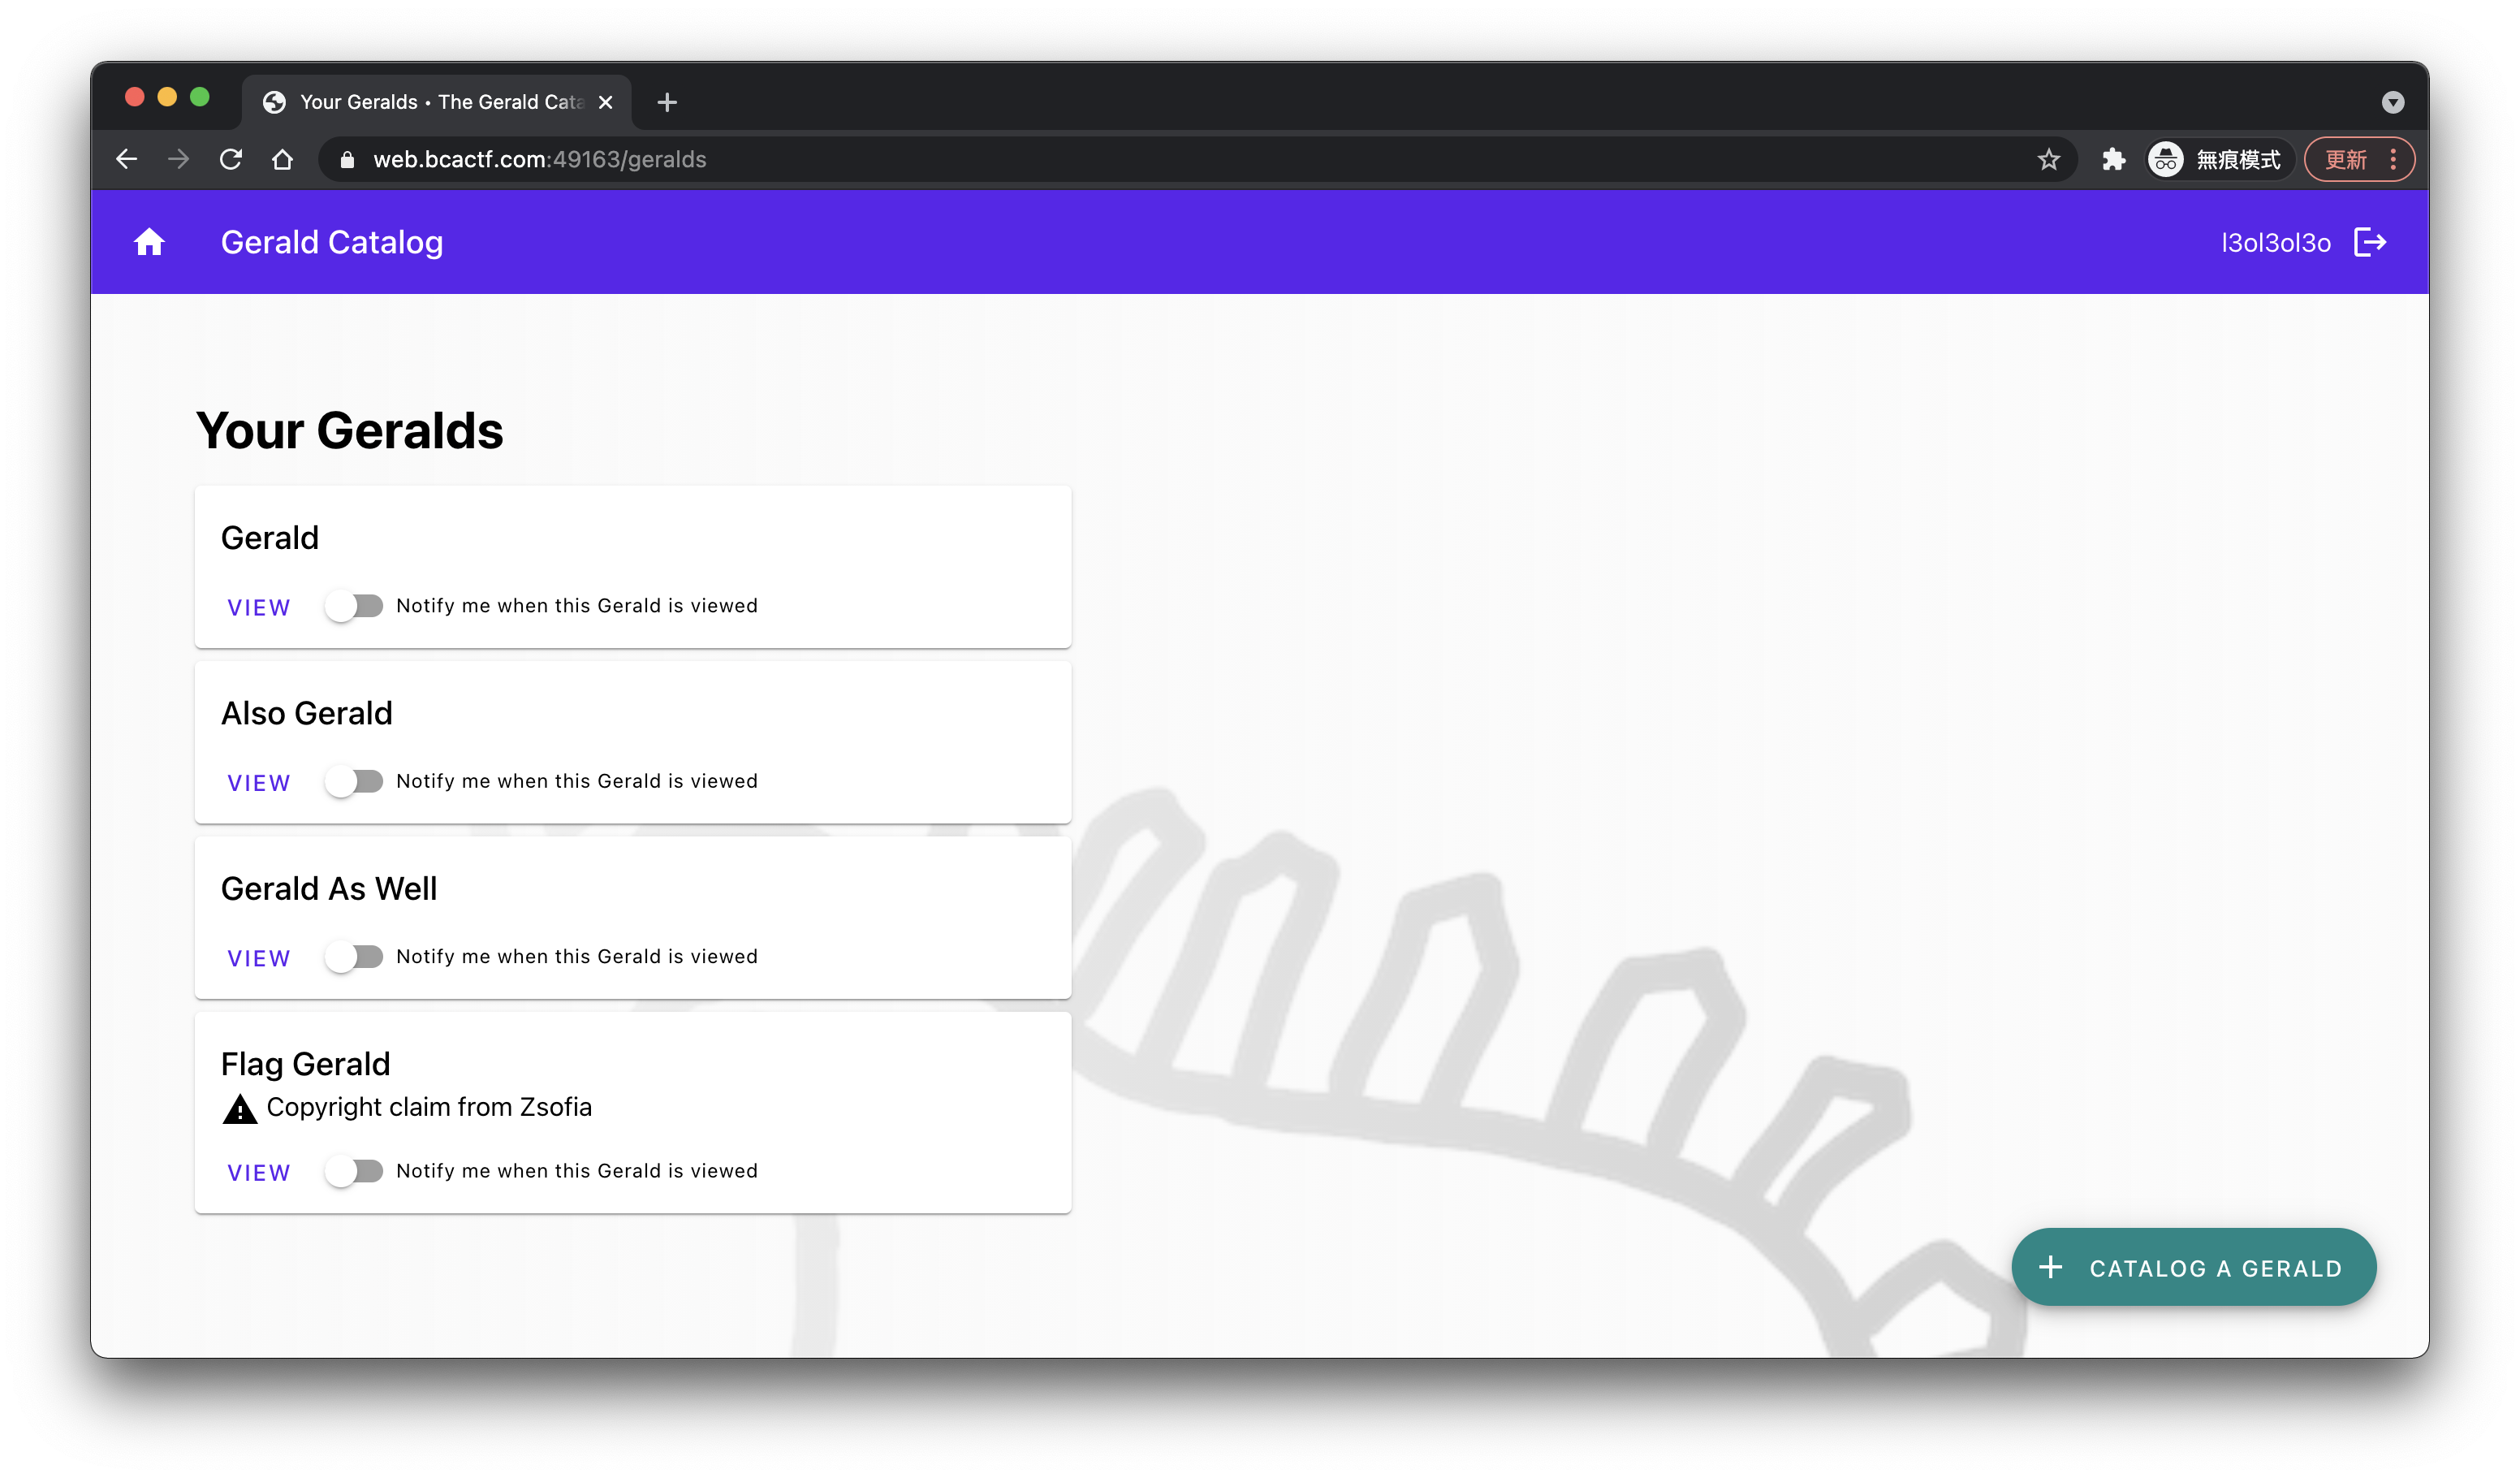 Your Geralds • The Gerald Cata
web.bcactf.com:49163/geralds
無痕模式
更新
Gerald Catalog
l3ol3ol3o
Your Geralds
Gerald
VIEW Notify me when this Gerald is viewed
Also Gerald
VIEW Notify me when this Gerald is viewed
Gerald As Well
VIEW Notify me when this Gerald is viewed
Flag Gerald
Copyright claim from Zsofia
VIEW Notify me when this Gerald is viewed
+ CATALOG A GERALD